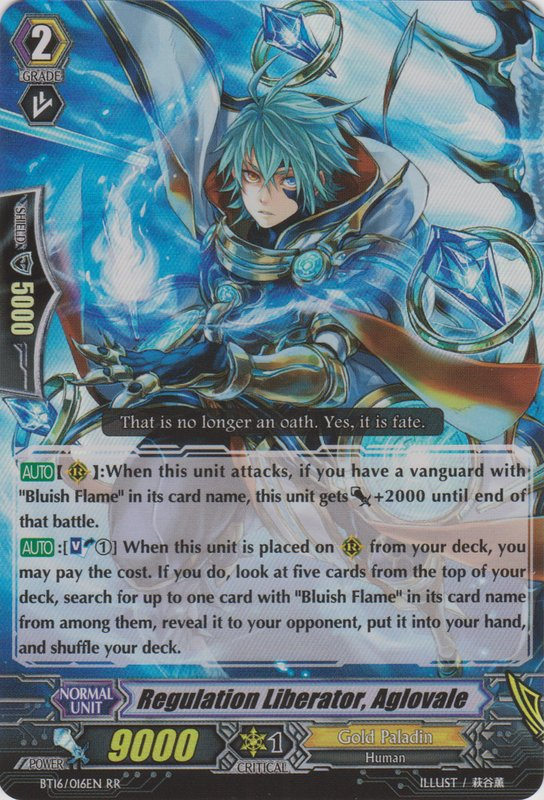 2
GRADE
SHIELD
5000
That is no longer an oath. Yes, it is fate.
AUTO [ R ]:When this unit attacks, if you have a vanguard with
"Bluish Flame" in its card name, this unit gets +2000 until end of
that battle.
AUTO :[V ①] When this unit is placed on R from your deck, you
may pay the cost. If you do, look at five cards from the top of your
deck, search for up to one card with "Bluish Flame" in its card name
from among them, reveal it to your opponent, put it into your hand,
and shuffle your deck.
NORMAL
UNIT
Regulation Liberator, Aglovale
POWER
9000
1
CRITICAL
Gold Paladin
Human
BT16/016EN RR
ILLUST / 萩谷薫